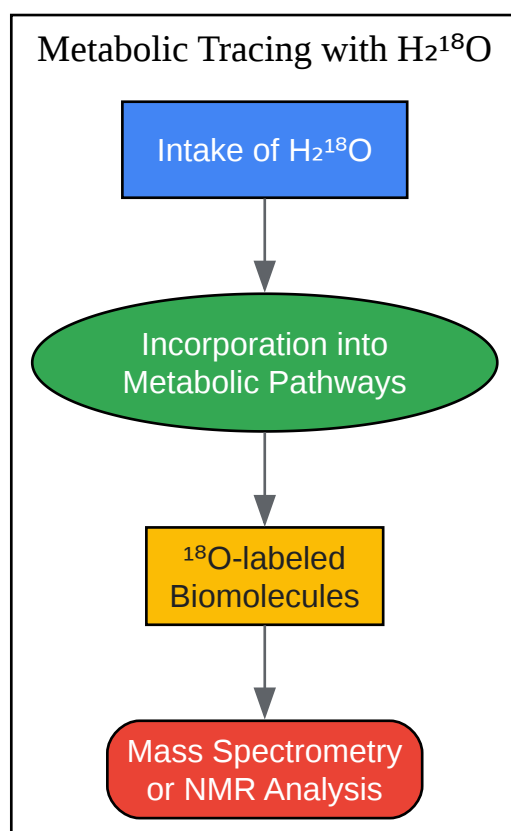 Metabolic Tracing with H₂¹⁸O
Intake of H₂¹⁸O
Incorporation into
Metabolic Pathways
¹⁸O-labeled
Biomolecules
Mass Spectrometry
or NMR Analysis